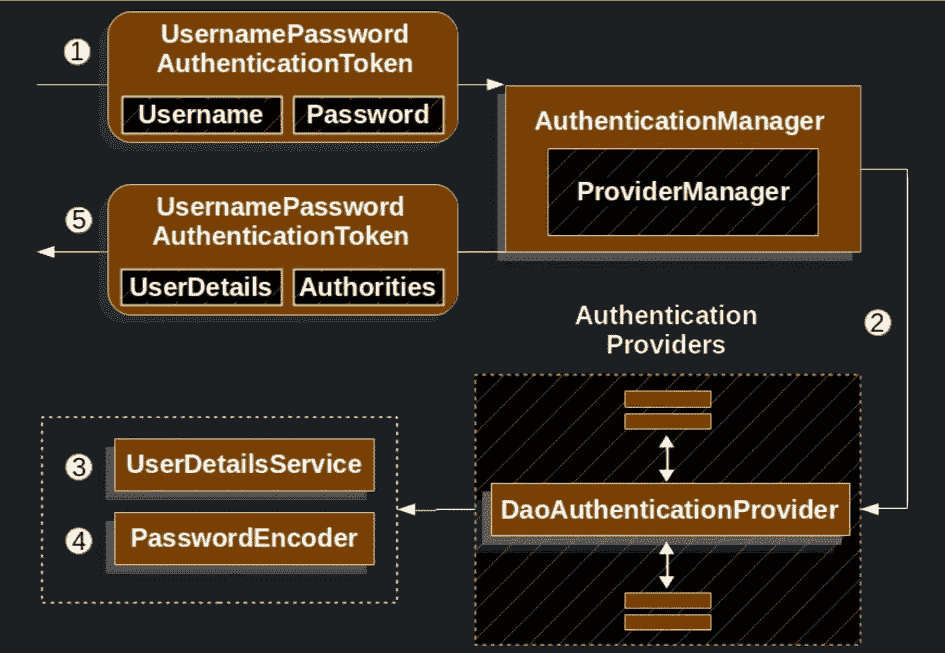 1
UsernamePassword
AuthenticationToken
Username
Password
AuthenticationManager
ProviderManager
5
UsernamePassword
AuthenticationToken
UserDetails
Authorities
2
Authentication
Providers
3
UserDetailsService
DaoAuthenticationProvider
4
PasswordEncoder